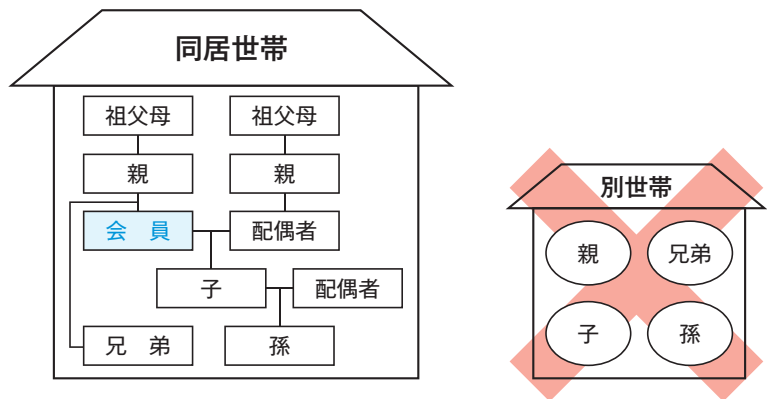 同居世帯
祖父母
祖父母
親
親
会　員
配偶者
子
配偶者
兄　弟
孫
別世帯
親
兄弟
子
孫